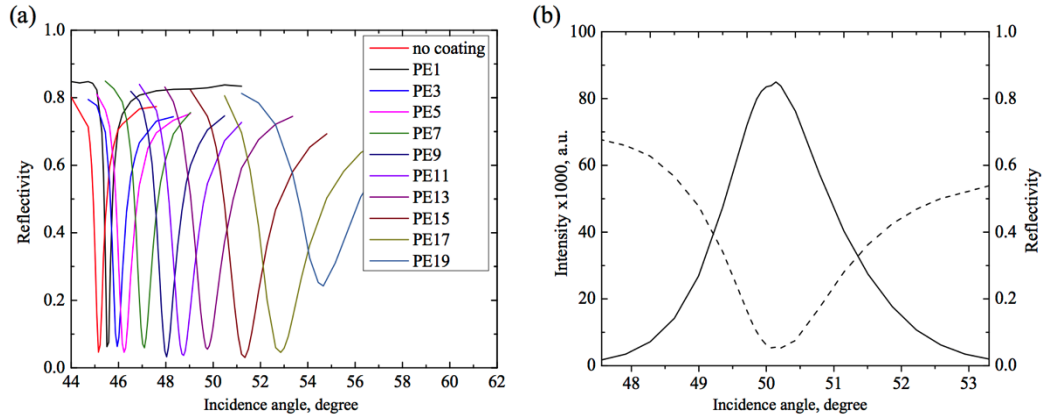 (a)
1.0
0.8
0.6
0.4
0.2
0.0
Reflectivity
44 46 48 50 52 54 56 58 60 62
Incidence angle, degree
no coating
PE1
PE3
PE5
PE7
PE9
PE11
PE13
PE15
PE17
PE19
(b)
100
80
60
40
20
0
Intensity x1000, a.u.
48 49 50 51 52 53
Incidence angle, degree
1.0
0.8
0.6
0.4
0.2
0.0
Reflectivity